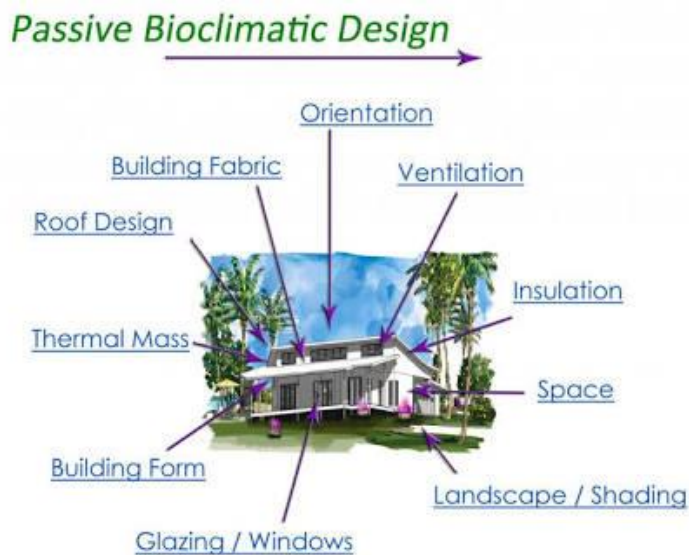 Passive Bioclimatic Design
Orientation
Building Fabric
Ventilation
Roof Design
Insulation
Thermal Mass
Space
Building Form
Landscape / Shading
Glazing / Windows